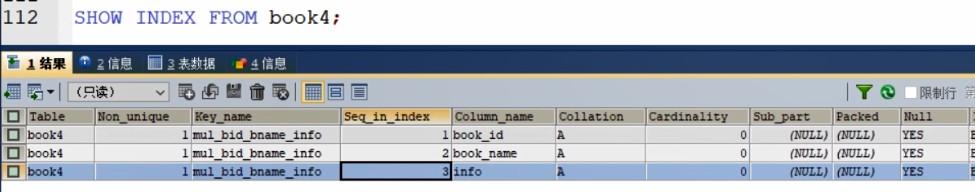 112 SHOW INDEX FROM book4;
1 结果 2 信息 3 表数据 4 信息
(只读) 限制行
Table Non_unique Key_name Seq_in_index Column_name Collation Cardinality Sub_part Packed Null
book4 1 mul_bid_bname_info 1 book_id A 0 (NULL) (NULL) YES
book4 1 mul_bid_bname_info 2 book_name A 0 (NULL) (NULL) YES
book4 1 mul_bid_bname_info 3 info A 0 (NULL) (NULL) YES